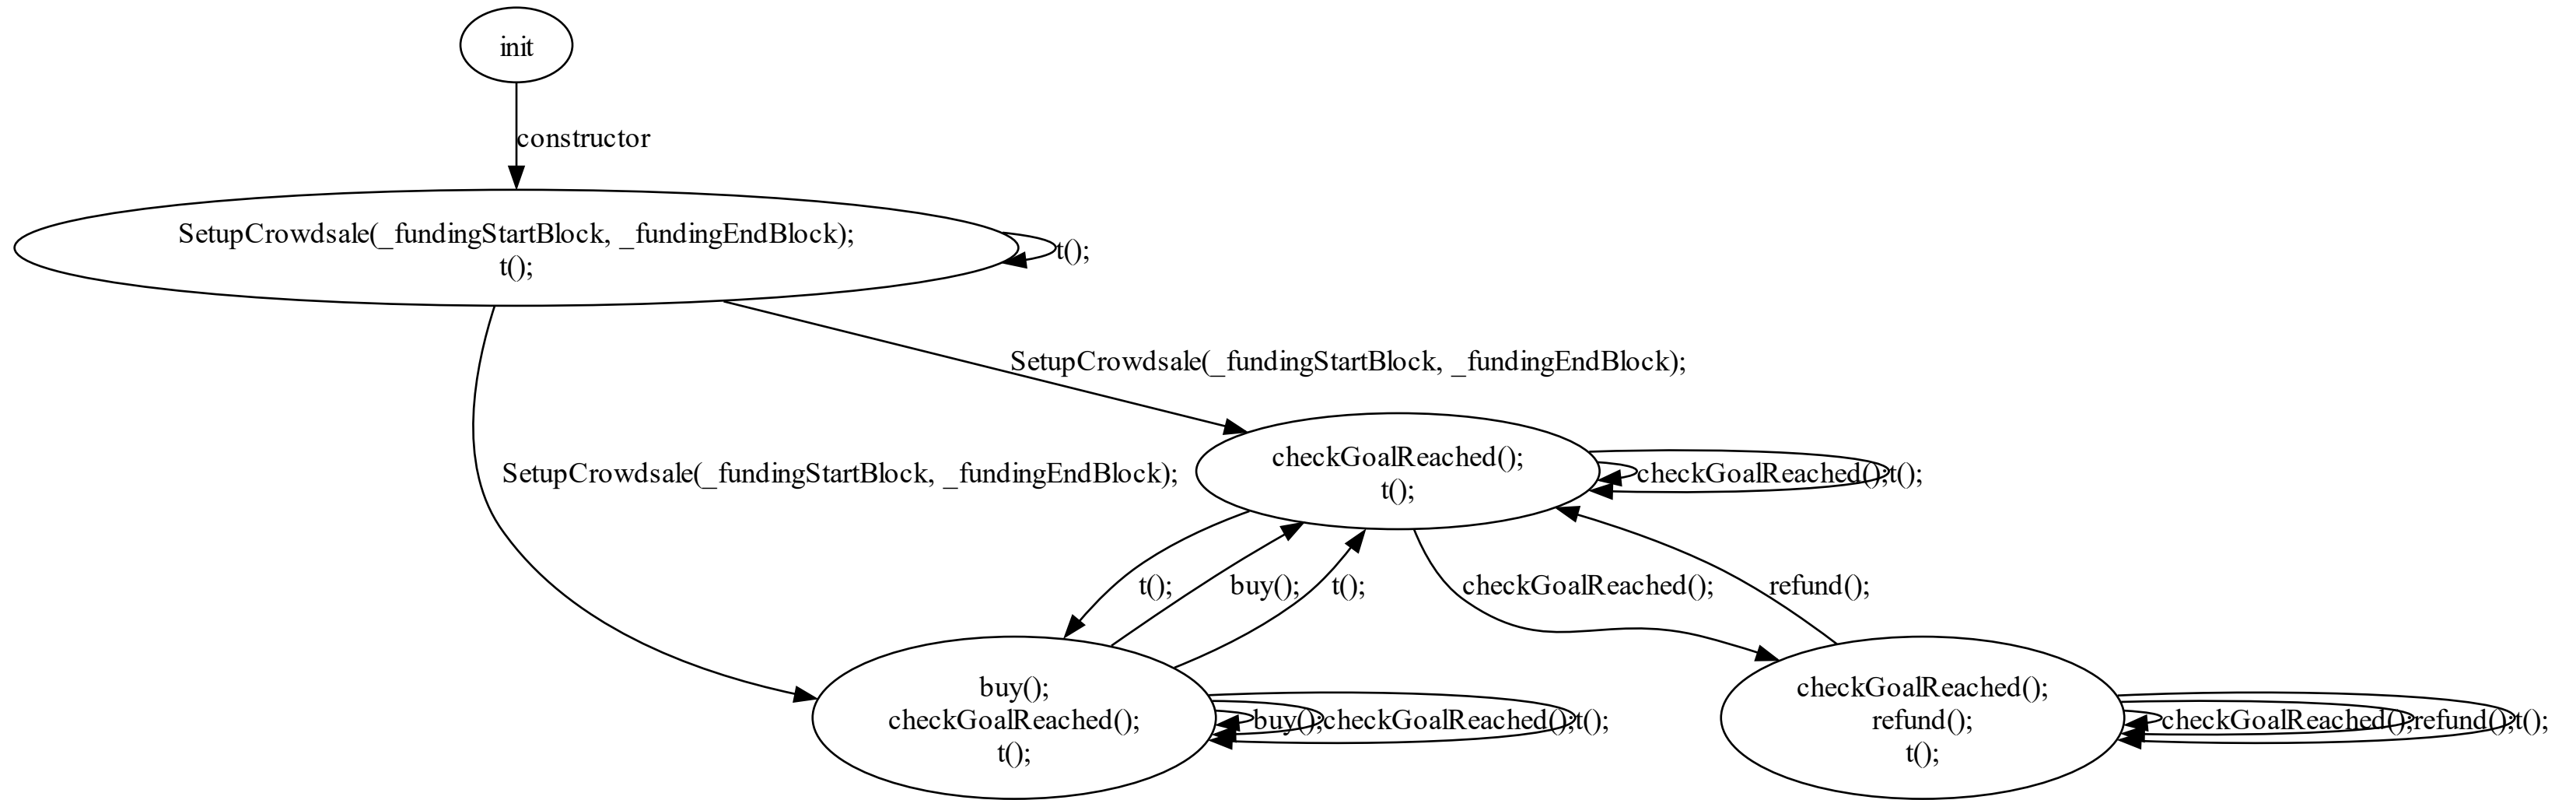 init
constructor
SetupCrowdsale(_fundingStartBlock, _fundingEndBlock);
t();
t();
SetupCrowdsale(_fundingStartBlock, _fundingEndBlock);
SetupCrowdsale(_fundingStartBlock, _fundingEndBlock);
checkGoalReached();
t();
checkGoalReached();
t();
t();
buy();
t();
checkGoalReached();
refund();
buy();
checkGoalReached();
t();
buy();
checkGoalReached();
t();
checkGoalReached();
refund();
t();
checkGoalReached();
refund();
t();